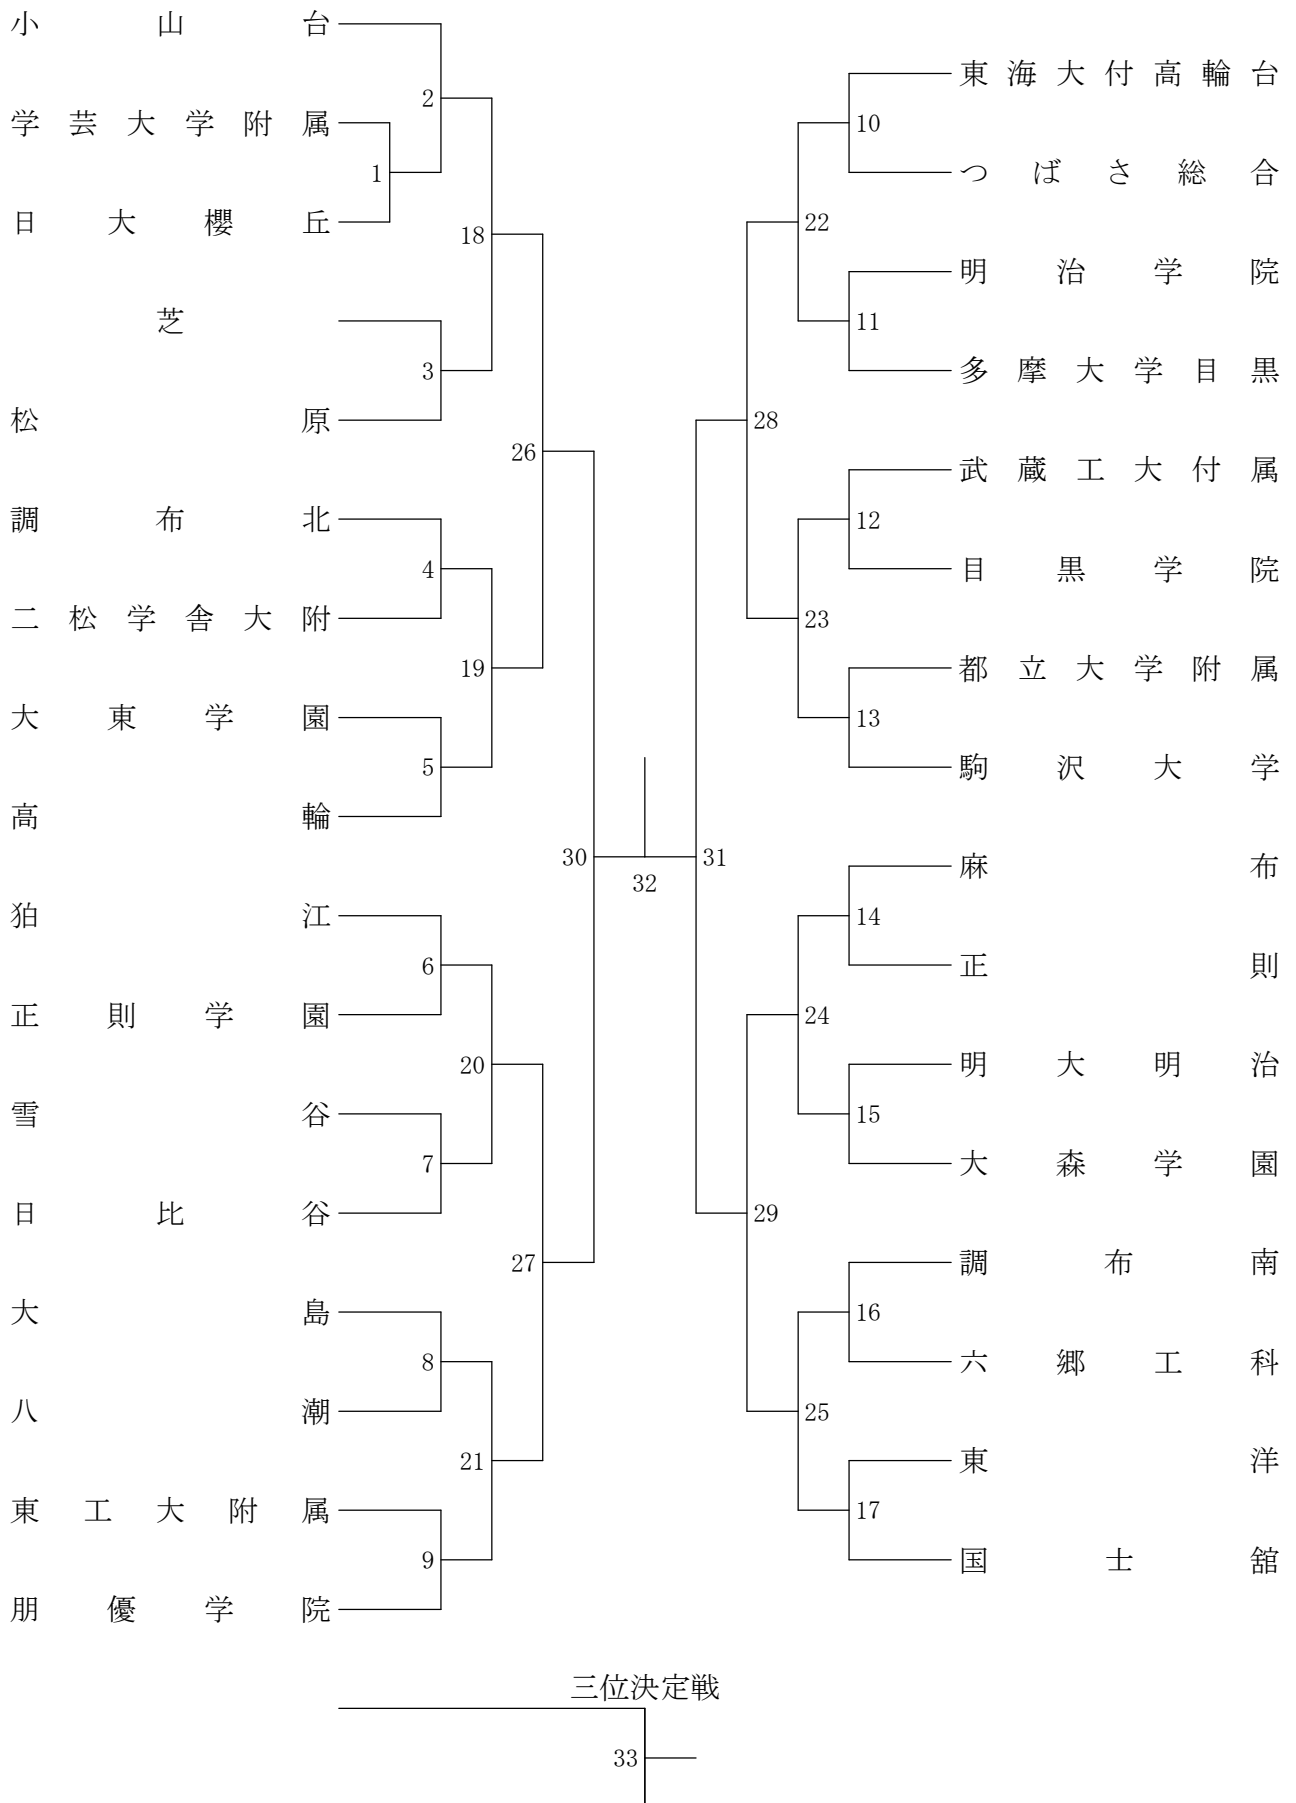 小山台
2
学芸大学附属
1
日大櫻丘
18
芝
3
松原
26
調布北
4
二松学舎大附
19
大東学園
5
高輪
30
32
狛江
6
正則学園
20
雪谷
7
日比谷
27
大島
8
八潮
21
東工大附属
9
朋優学院
東海大付高輪台
10
つばさ総合
22
明治学院
11
多摩大学目黒
28
武蔵工大付属
12
目黒学院
23
都立大学附属
13
駒沢大学
31
麻布
14
正則
24
明大明治
15
大森学園
29
調布南
16
六郷工科
25
東洋
17
国士舘
三位決定戦
33